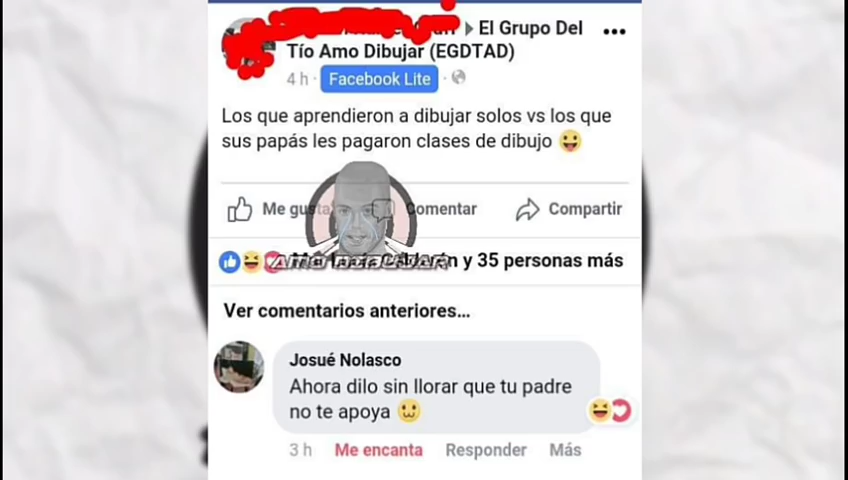 El Grupo Del
Tío Amo Dibujar (EGDTAD)
4 h · Facebook Lite ·
Los que aprendieron a dibujar solos vs los que
sus papás les pagaron clases de dibujo 😛
Me gusta Comentar Compartir
AMO DIBUJAR
y 35 personas más
Ver comentarios anteriores...
Josué Nolasco
Ahora dilo sin llorar que tu padre
no te apoya
3 h Me encanta Responder Más